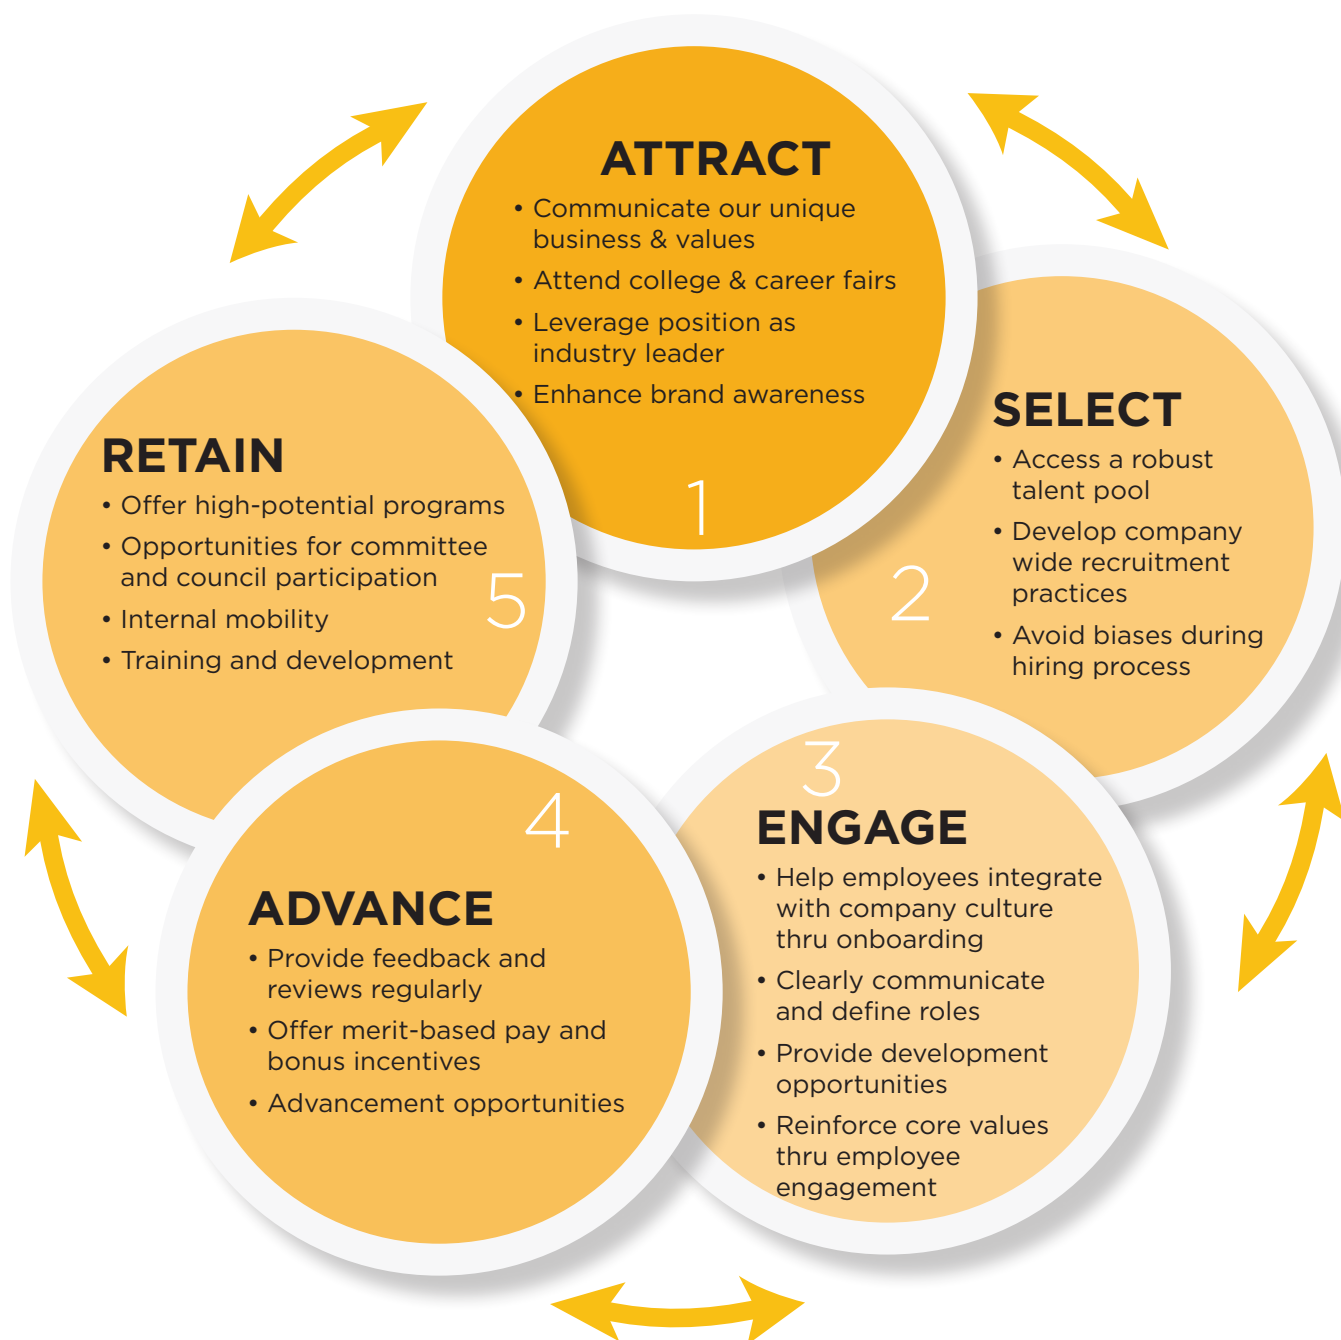 ATTRACT
• Communicate our unique
business & values
• Attend college & career fairs
• Leverage position as
industry leader
• Enhance brand awareness
1
SELECT
• Access a robust
talent pool
• Develop company
wide recruitment
practices
• Avoid biases during
hiring process
2
3
ENGAGE
• Help employees integrate
with company culture
thru onboarding
• Clearly communicate
and define roles
• Provide development
opportunities
• Reinforce core values
thru employee
engagement
4
ADVANCE
• Provide feedback and
reviews regularly
• Offer merit-based pay and
bonus incentives
• Advancement opportunities
RETAIN
• Offer high-potential programs
• Opportunities for committee
and council participation
• Internal mobility
• Training and development
5